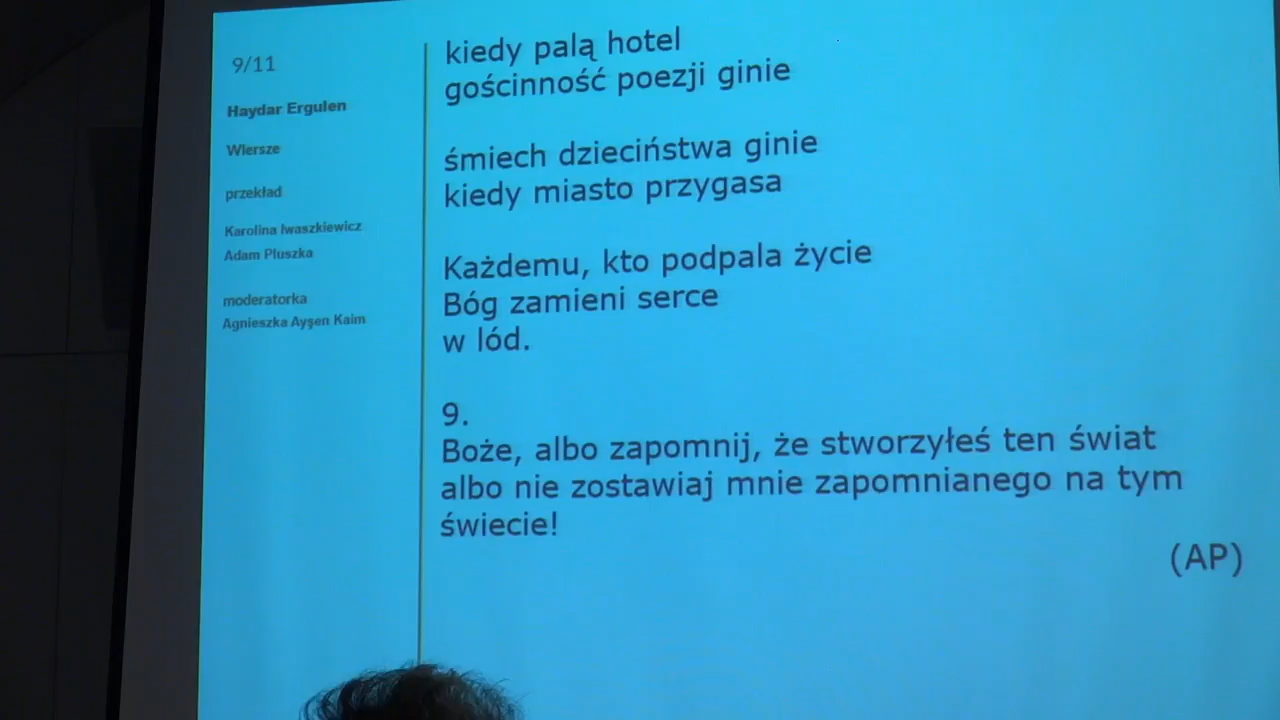 9/11
Haydar Ergulen
Wiersze
przekład
Karolina Iwaszkiewicz
Adam Pluszka
moderatorka
Agnieszka Ayşen Kaim
kiedy palą hotel
gościnność poezji ginie
śmiech dzieciństwa ginie
kiedy miasto przygasa
Każdemu, kto podpala życie
Bóg zamieni serce
w lód.
9.
Boże, albo zapomnij, że stworzyłeś ten świat
albo nie zostawiaj mnie zapomnianego na tym
świecie!
(AP)